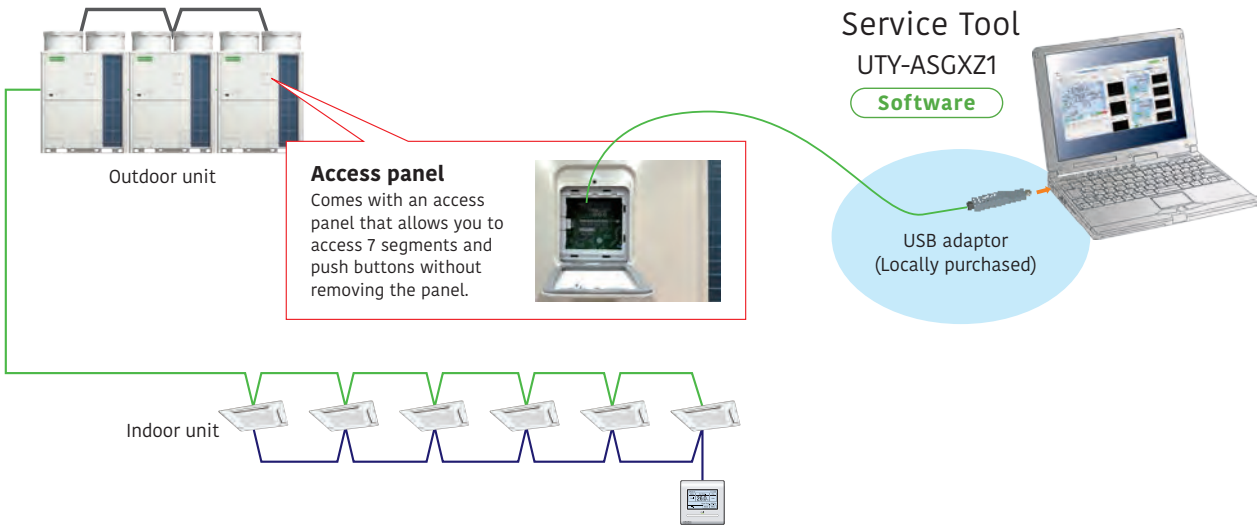 Service Tool
UTY-ASGXZ1
Software
Outdoor unit
Access panel
Comes with an access
panel that allows you to
access 7 segments and
push buttons without
removing the panel.
USB adaptor
(Locally purchased)
Indoor unit